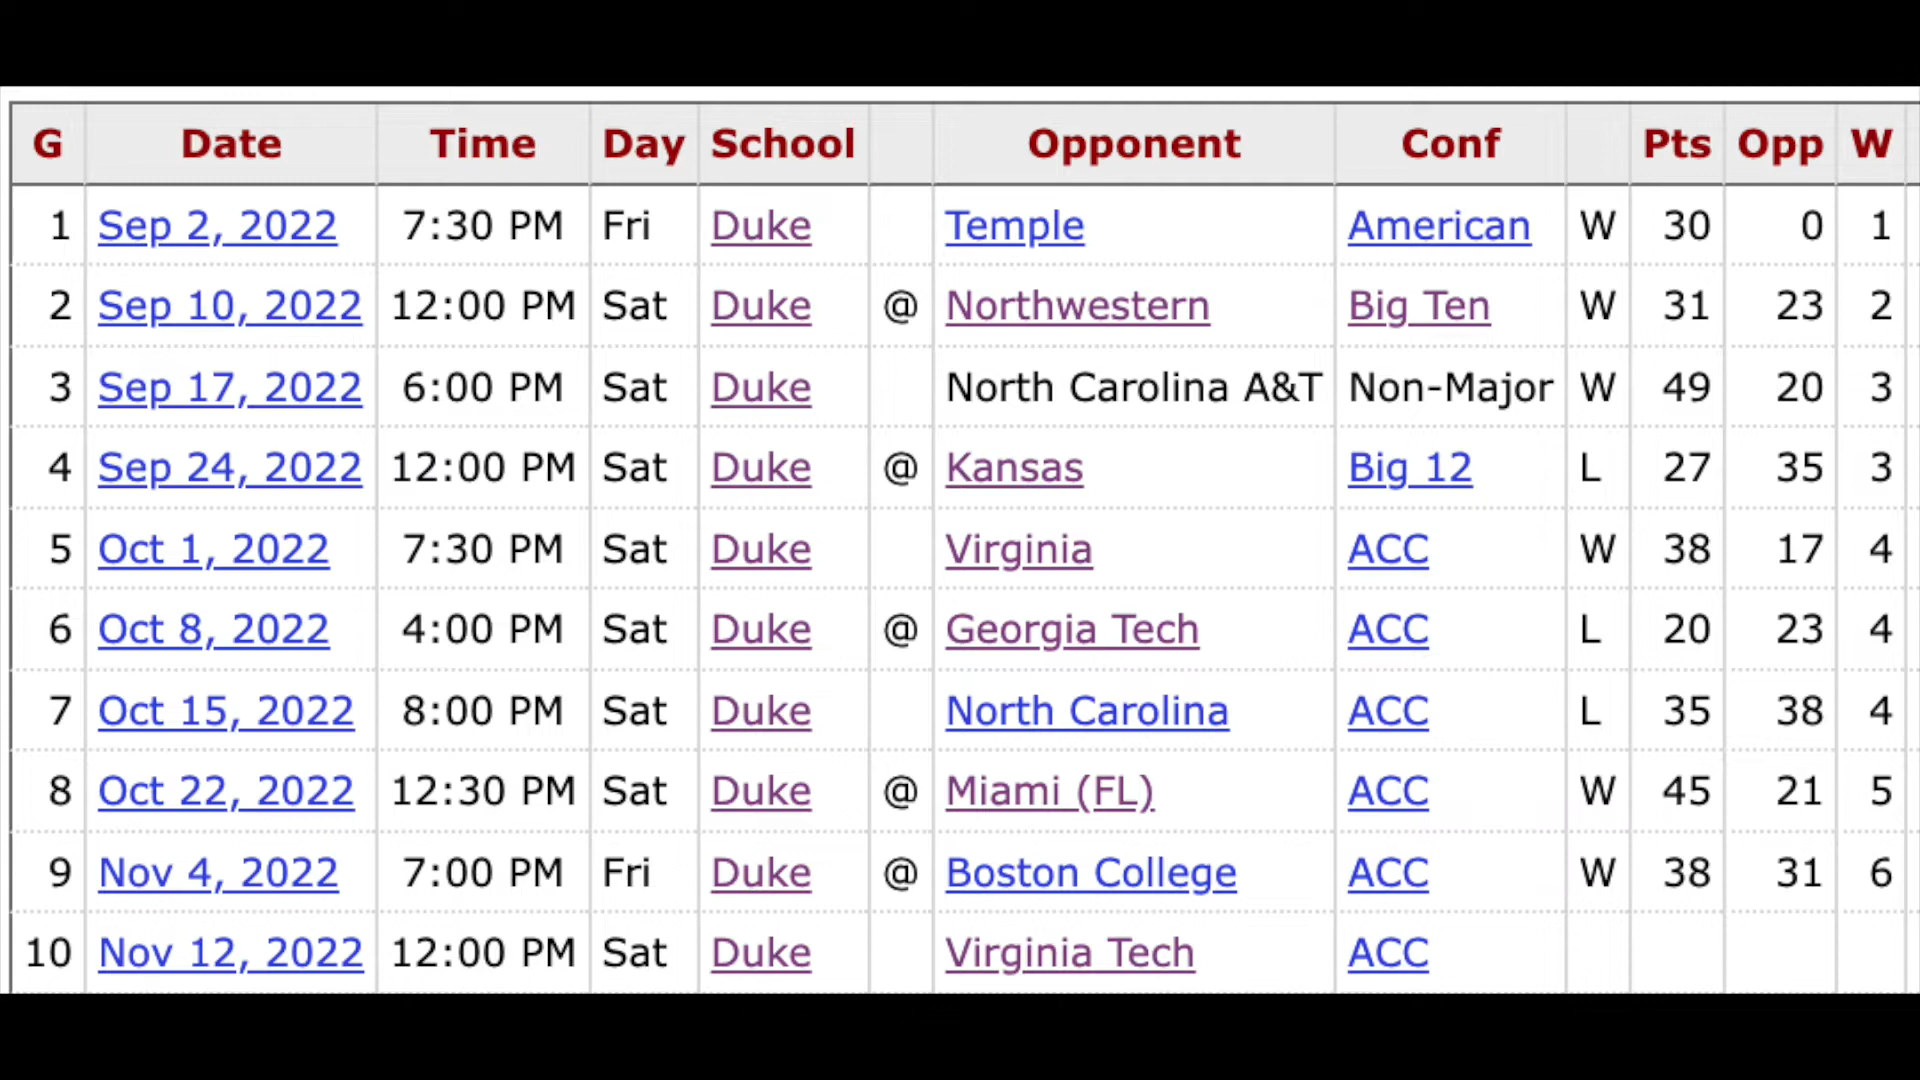 G Date Time Day School Opponent Conf Pts Opp W
1 Sep 2, 2022 7:30 PM Fri Duke Temple American W 30 0 1
2 Sep 10, 2022 12:00 PM Sat Duke @ Northwestern Big Ten W 31 23 2
3 Sep 17, 2022 6:00 PM Sat Duke North Carolina A&T Non-Major W 49 20 3
4 Sep 24, 2022 12:00 PM Sat Duke @ Kansas Big 12 L 27 35 3
5 Oct 1, 2022 7:30 PM Sat Duke Virginia ACC W 38 17 4
6 Oct 8, 2022 4:00 PM Sat Duke @ Georgia Tech ACC L 20 23 4
7 Oct 15, 2022 8:00 PM Sat Duke North Carolina ACC L 35 38 4
8 Oct 22, 2022 12:30 PM Sat Duke @ Miami (FL) ACC W 45 21 5
9 Nov 4, 2022 7:00 PM Fri Duke @ Boston College ACC W 38 31 6
10 Nov 12, 2022 12:00 PM Sat Duke Virginia Tech ACC